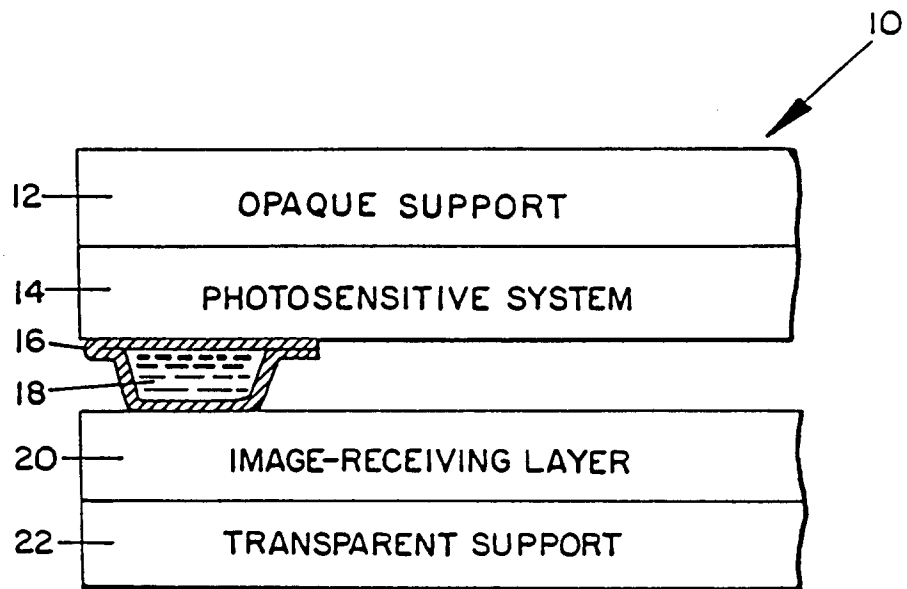 10
12 OPAQUE SUPPORT
14 PHOTOSENSITIVE SYSTEM
16
18
20 IMAGE-RECEIVING LAYER
22 TRANSPARENT SUPPORT